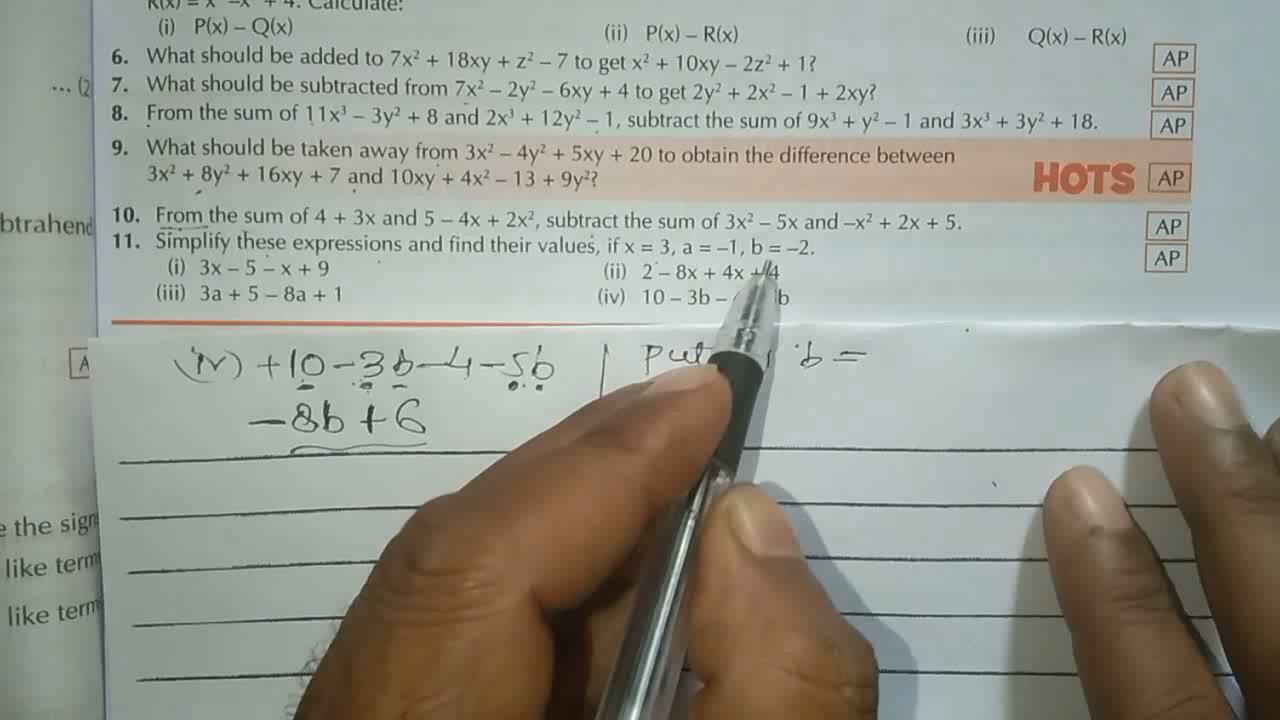 R(x) = x – x + 4. Calculate:
(i) P(x) – Q(x) (ii) P(x) – R(x) (iii) Q(x) – R(x)
6. What should be added to 7x² + 18xy + z² – 7 to get x² + 10xy – 2z² + 1? AP
... (2
7. What should be subtracted from 7x² – 2y² – 6xy + 4 to get 2y² + 2x² – 1 + 2xy? AP
8. From the sum of 11x³ – 3y² + 8 and 2x³ + 12y² – 1, subtract the sum of 9x³ + y² – 1 and 3x³ + 3y² + 18. AP
9. What should be taken away from 3x² – 4y² + 5xy + 20 to obtain the difference between
3x² + 8y² + 16xy + 7 and 10xy + 4x² – 13 + 9y²? HOTS AP
btrahend
10. From the sum of 4 + 3x and 5 – 4x + 2x², subtract the sum of 3x² – 5x and –x² + 2x + 5. AP
11. Simplify these expressions and find their values, if x = 3, a = –1, b = –2. AP
(i) 3x – 5 – x + 9 (ii) 2 – 8x + 4x + 4
(iii) 3a + 5 – 8a + 1 (iv) 10 – 3b – b
A
(iv) +10 – 3b – 4 – 5b | Put b =
– 8b + 6
e the sign
like term
like term